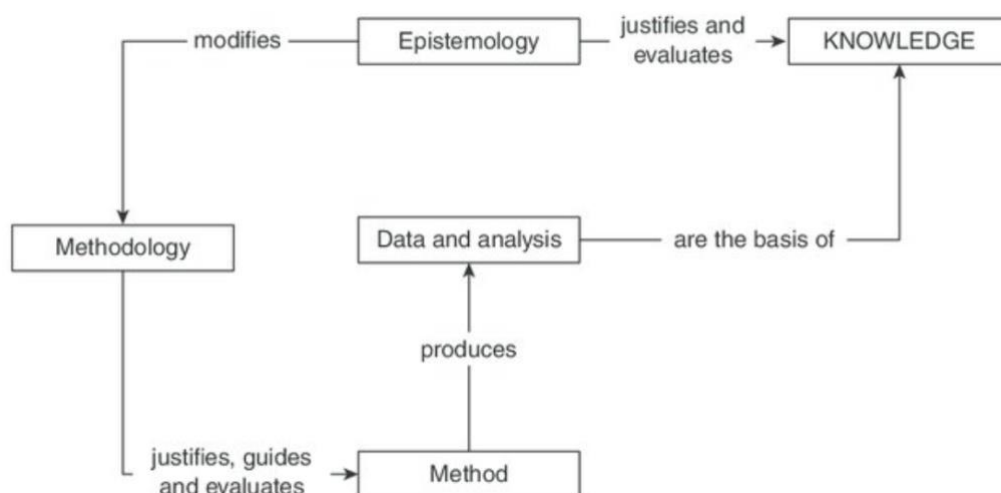 modifies
Epistemology
justifies and
evaluates
KNOWLEDGE
Methodology
Data and analysis
are the basis of
produces
justifies, guides
and evaluates
Method